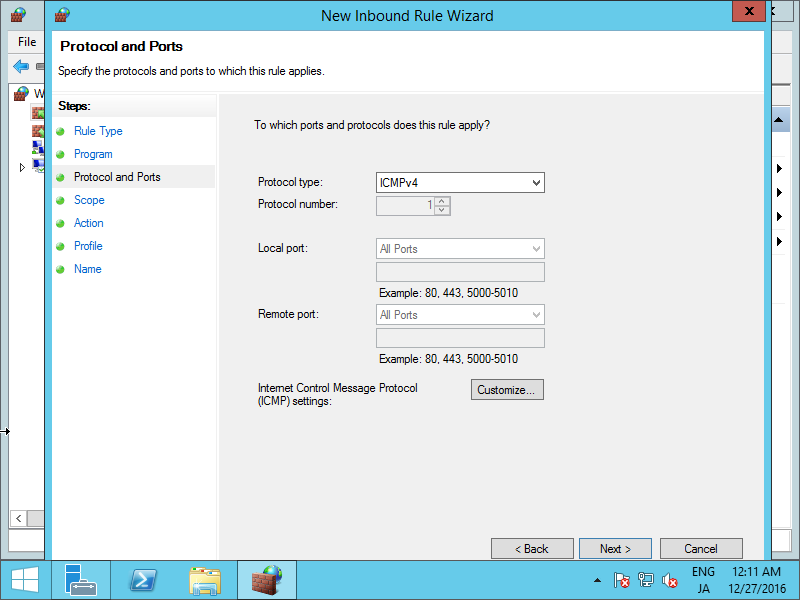 New Inbound Rule Wizard
File
Protocol and Ports
Specify the protocols and ports to which this rule applies.
W
Steps:
Rule Type
Program
Protocol and Ports
Scope
Action
Profile
Name
To which ports and protocols does this rule apply?
Protocol type:
ICMPv4
Protocol number:
1
Local port:
All Ports
Example: 80, 443, 5000-5010
Remote port:
All Ports
Example: 80, 443, 5000-5010
Internet Control Message Protocol
(ICMP) settings:
Customize...
< Back
Next >
Cancel
ENG
JA
12:11 AM
12/27/2016